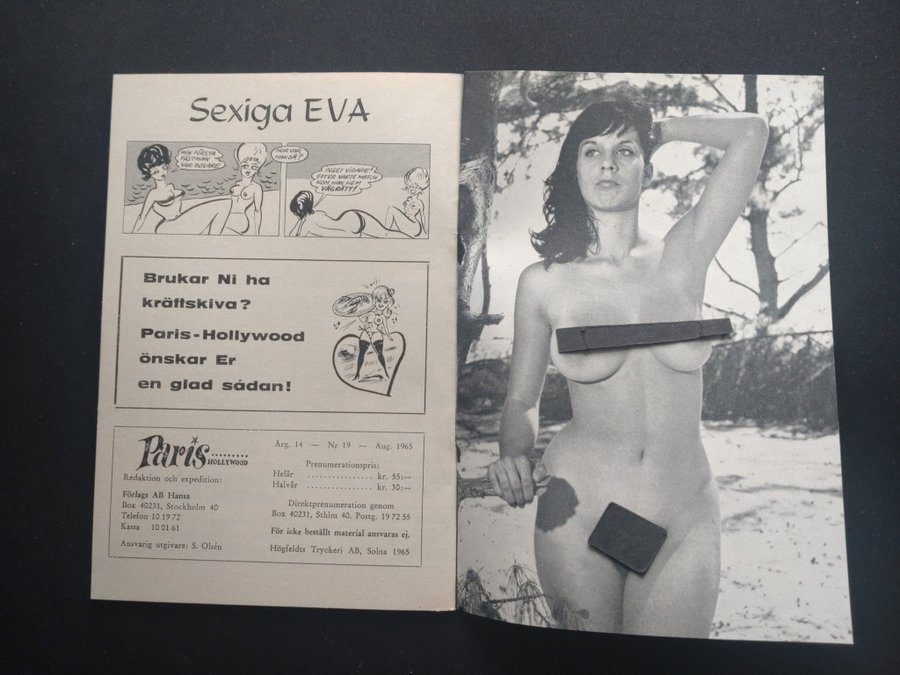 Sexiga EVA
MIN FÖRSTA
FÄSTMAN
VAR BOXARE!
HUR VAR
HAN DÅ?
INGET VIDARE!
EFTER VARJE MATCH
KOM HAN HEM
VÅGRÄTT!
Brukar Ni ha
kräftskiva?
Paris-Hollywood
önskar Er
en glad sådan!
Paris
HOLLYWOOD
Redaktion och expedition:
Förlags AB Hansa
Box 40231, Stockholm 40
Telefon 10 19 72
Kassa 10 01 61
Ansvarig utgivare: S. Olsén
Årg. 14 — Nr 19 — Aug. 1965
Prenumerationspris:
Helår ................ kr. 55:—
Halvår ................ kr. 30:—
Direktprenumeration genom
Box 40231, Sthlm 40. Postg. 19 72 55
För icke beställt material ansvaras ej.
Högfeldts Tryckeri AB, Solna 1965